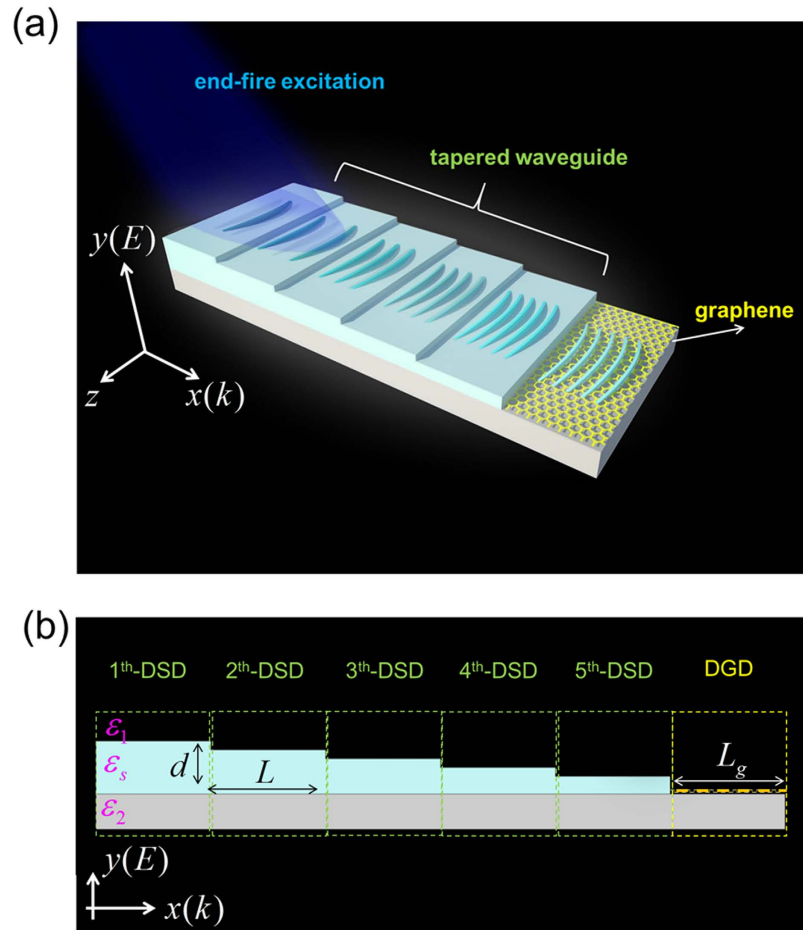 (a)
end-fire excitation
tapered waveguide
y(E)
graphene
z
x(k)
(b)
1th-DSD 2th-DSD 3th-DSD 4th-DSD 5th-DSD DGD
ε1
εs d L Lg
ε2
y(E)
x(k)